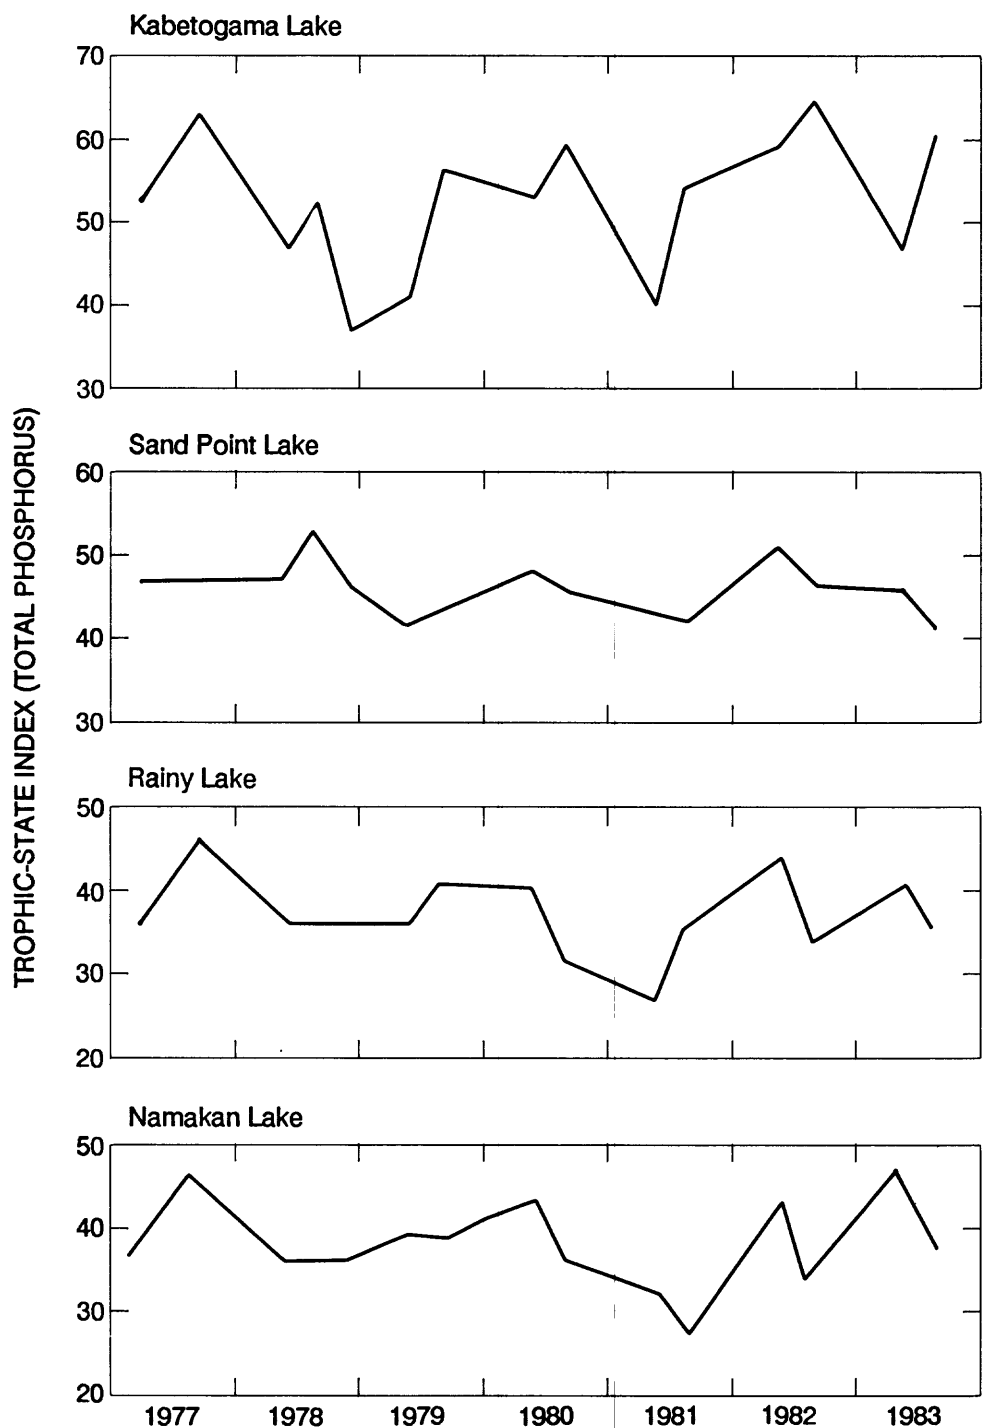 Kabetogama Lake
70
60
50
40
30
Sand Point Lake
60
50
40
30
Rainy Lake
50
40
30
20
Namakan Lake
50
40
30
20
1977 1978 1979 1980 1981 1982 1983
TROPHIC-STATE INDEX (TOTAL PHOSPHORUS)